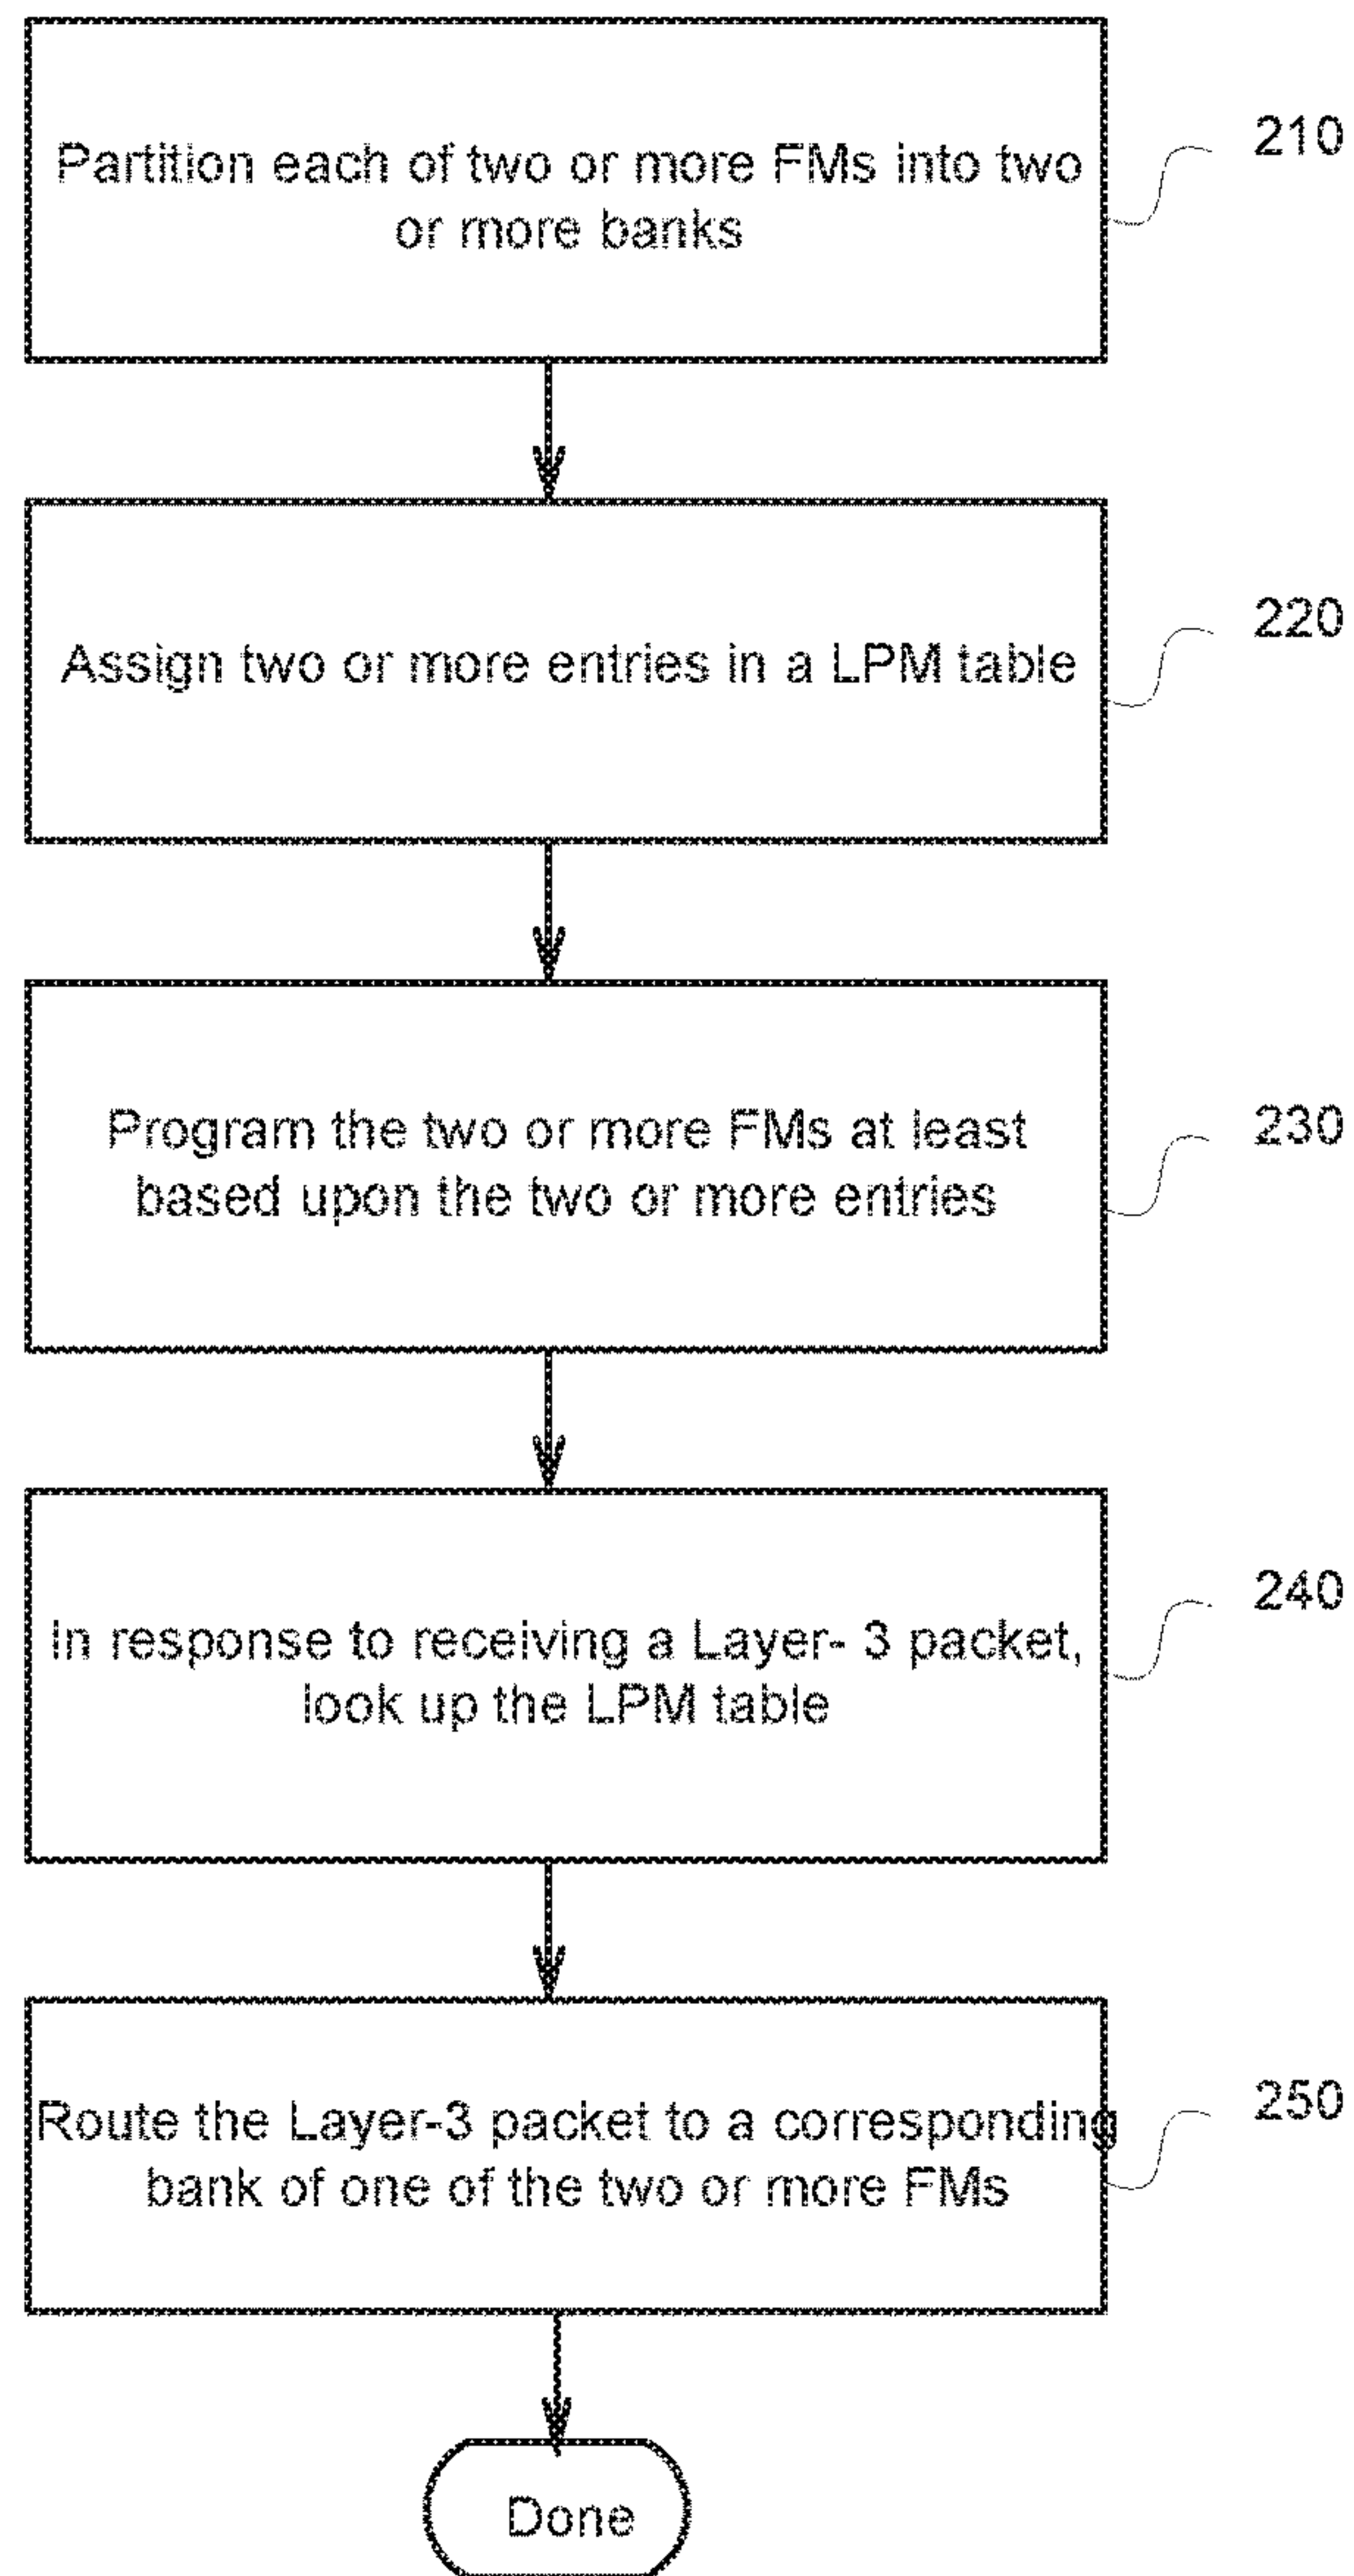 Partition each of two or more FMs into two
or more banks
210
Assign two or more entries in a LPM table
220
Program the two or more FMs at least
based upon the two or more entries
230
In response to receiving a Layer- 3 packet,
look up the LPM table
240
Route the Layer-3 packet to a corresponding
bank of one of the two or more FMs
250
Done